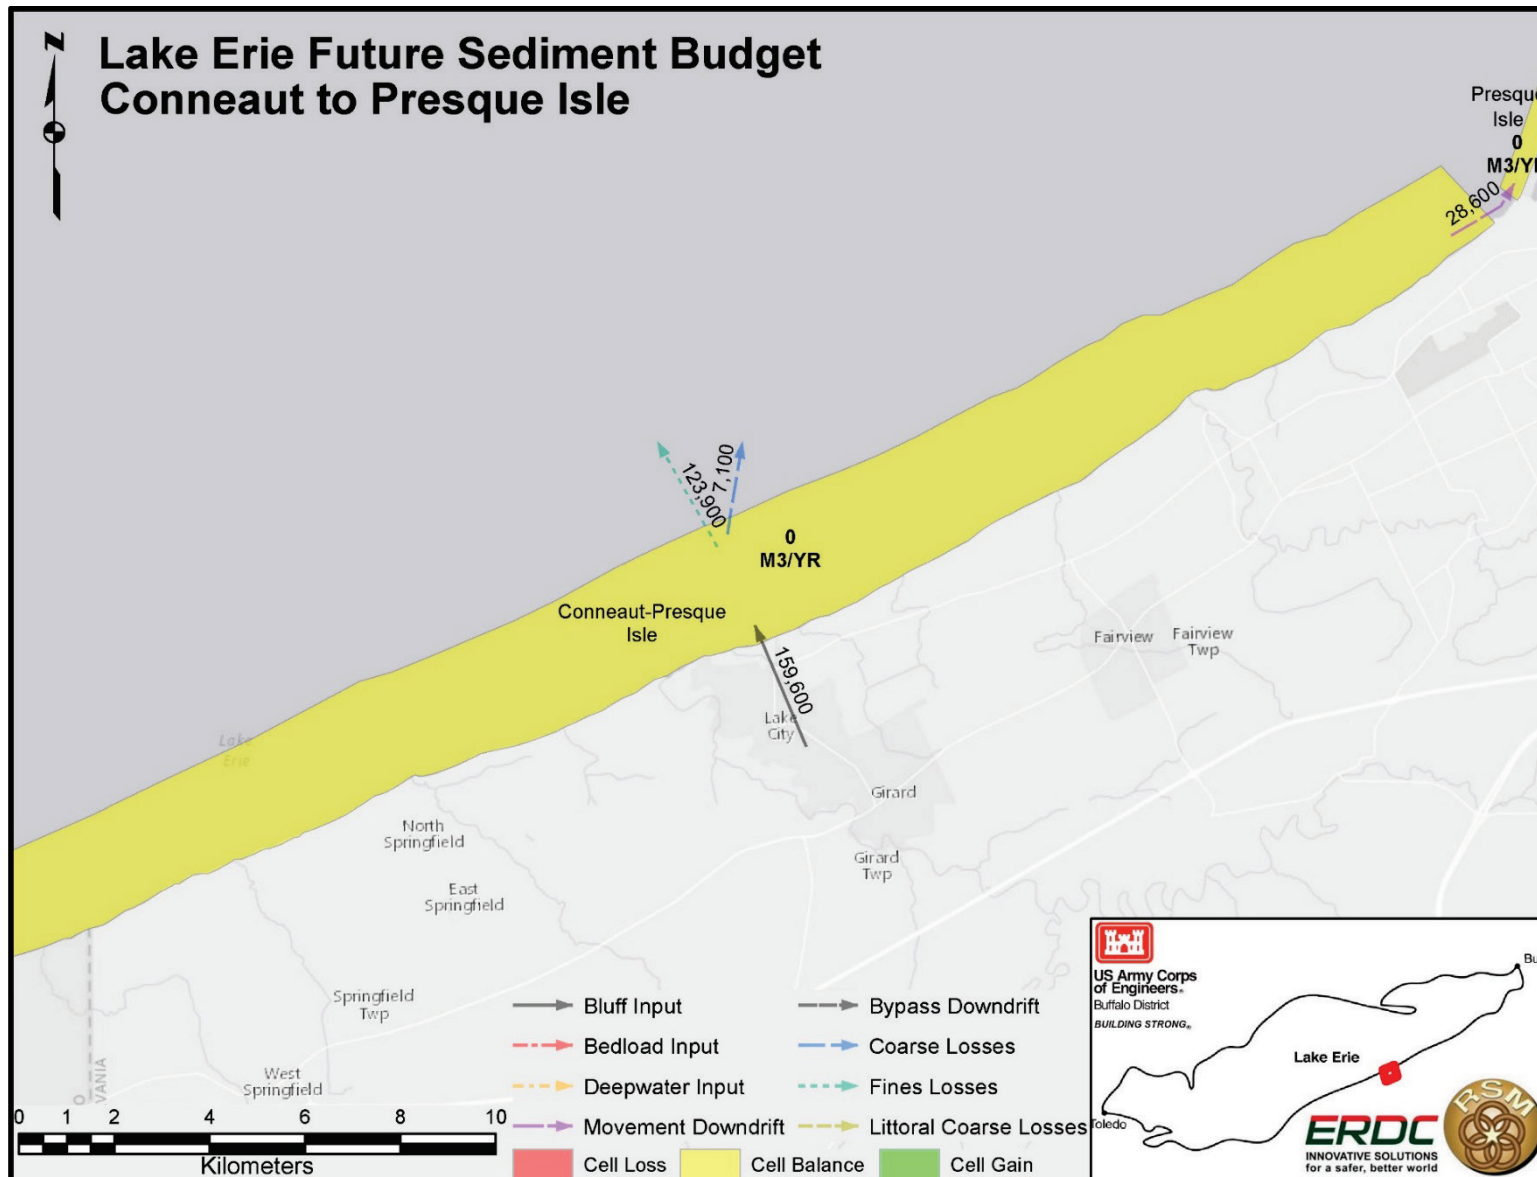 Lake Erie Future Sediment Budget
Conneaut to Presque Isle
N
Presque
Isle
0
M3/YR
28,600
123,900
7,100
0
M3/YR
Conneaut-Presque
Isle
159,600
Fairview
Fairview
Twp
Lake
City
Lake
Erie
Girard
North
Springfield
Girard
Twp
East
Springfield
Springfield
Twp
West
Springfield
VANIA
O
0 1 2 4 6 8 10
Kilometers
Bluff Input
Bedload Input
Deepwater Input
Movement Downdrift
Bypass Downdrift
Coarse Losses
Fines Losses
Littoral Coarse Losses
Cell Loss
Cell Balance
Cell Gain
US Army Corps
of Engineers®
Buffalo District
BUILDING STRONG®
Bu
Lake Erie
Toledo
ERDC
INNOVATIVE SOLUTIONS
for a safer, better world
RSM